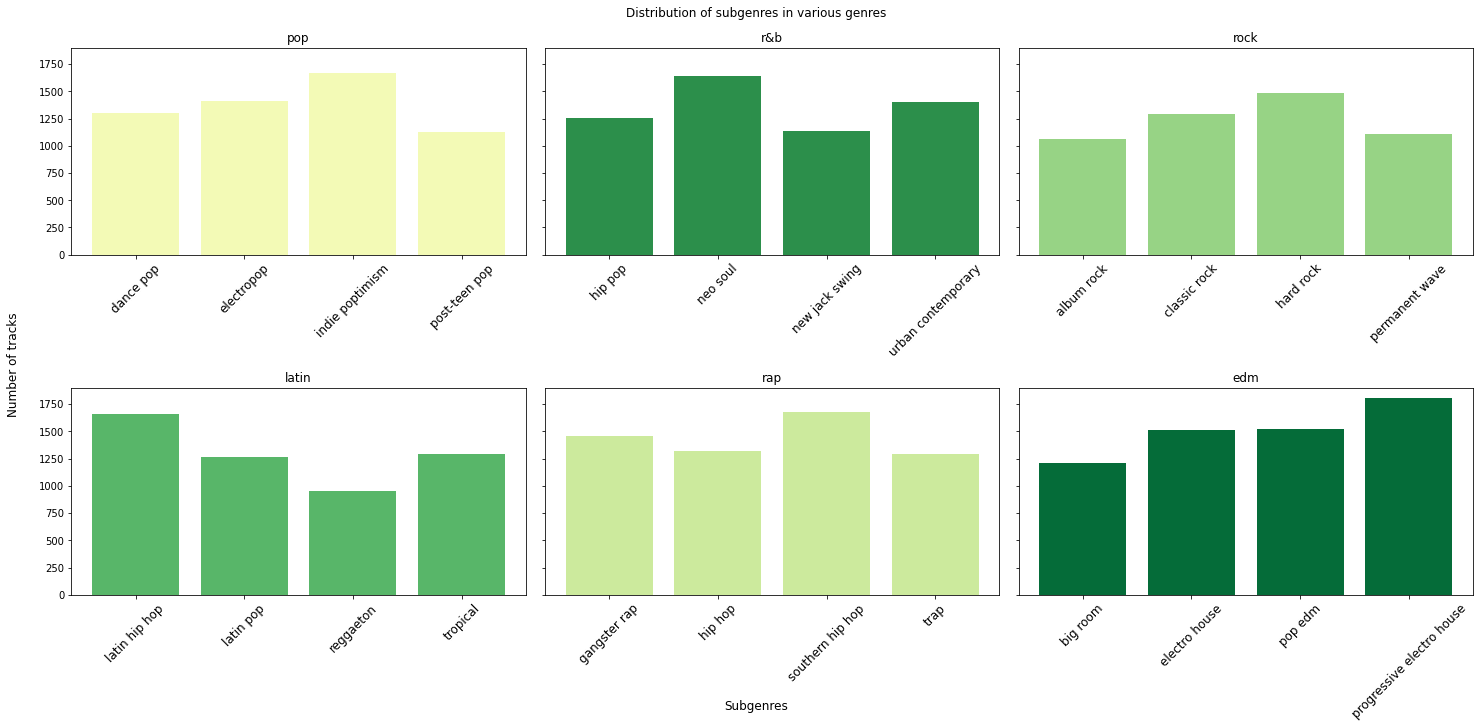 Distribution of subgenres in various genres
pop
r&b
rock
1750
1500
1250
1000
750
500
250
0
dance pop
electropop
indie poptimism
post-teen pop
hip pop
neo soul
new jack swing
urban contemporary
album rock
classic rock
hard rock
permanent wave
Number of tracks
latin
rap
edm
1750
1500
1250
1000
750
500
250
0
latin hip hop
latin pop
reggaeton
tropical
gangster rap
hip hop
southern hip hop
trap
big room
electro house
pop edm
progressive electro house
Subgenres